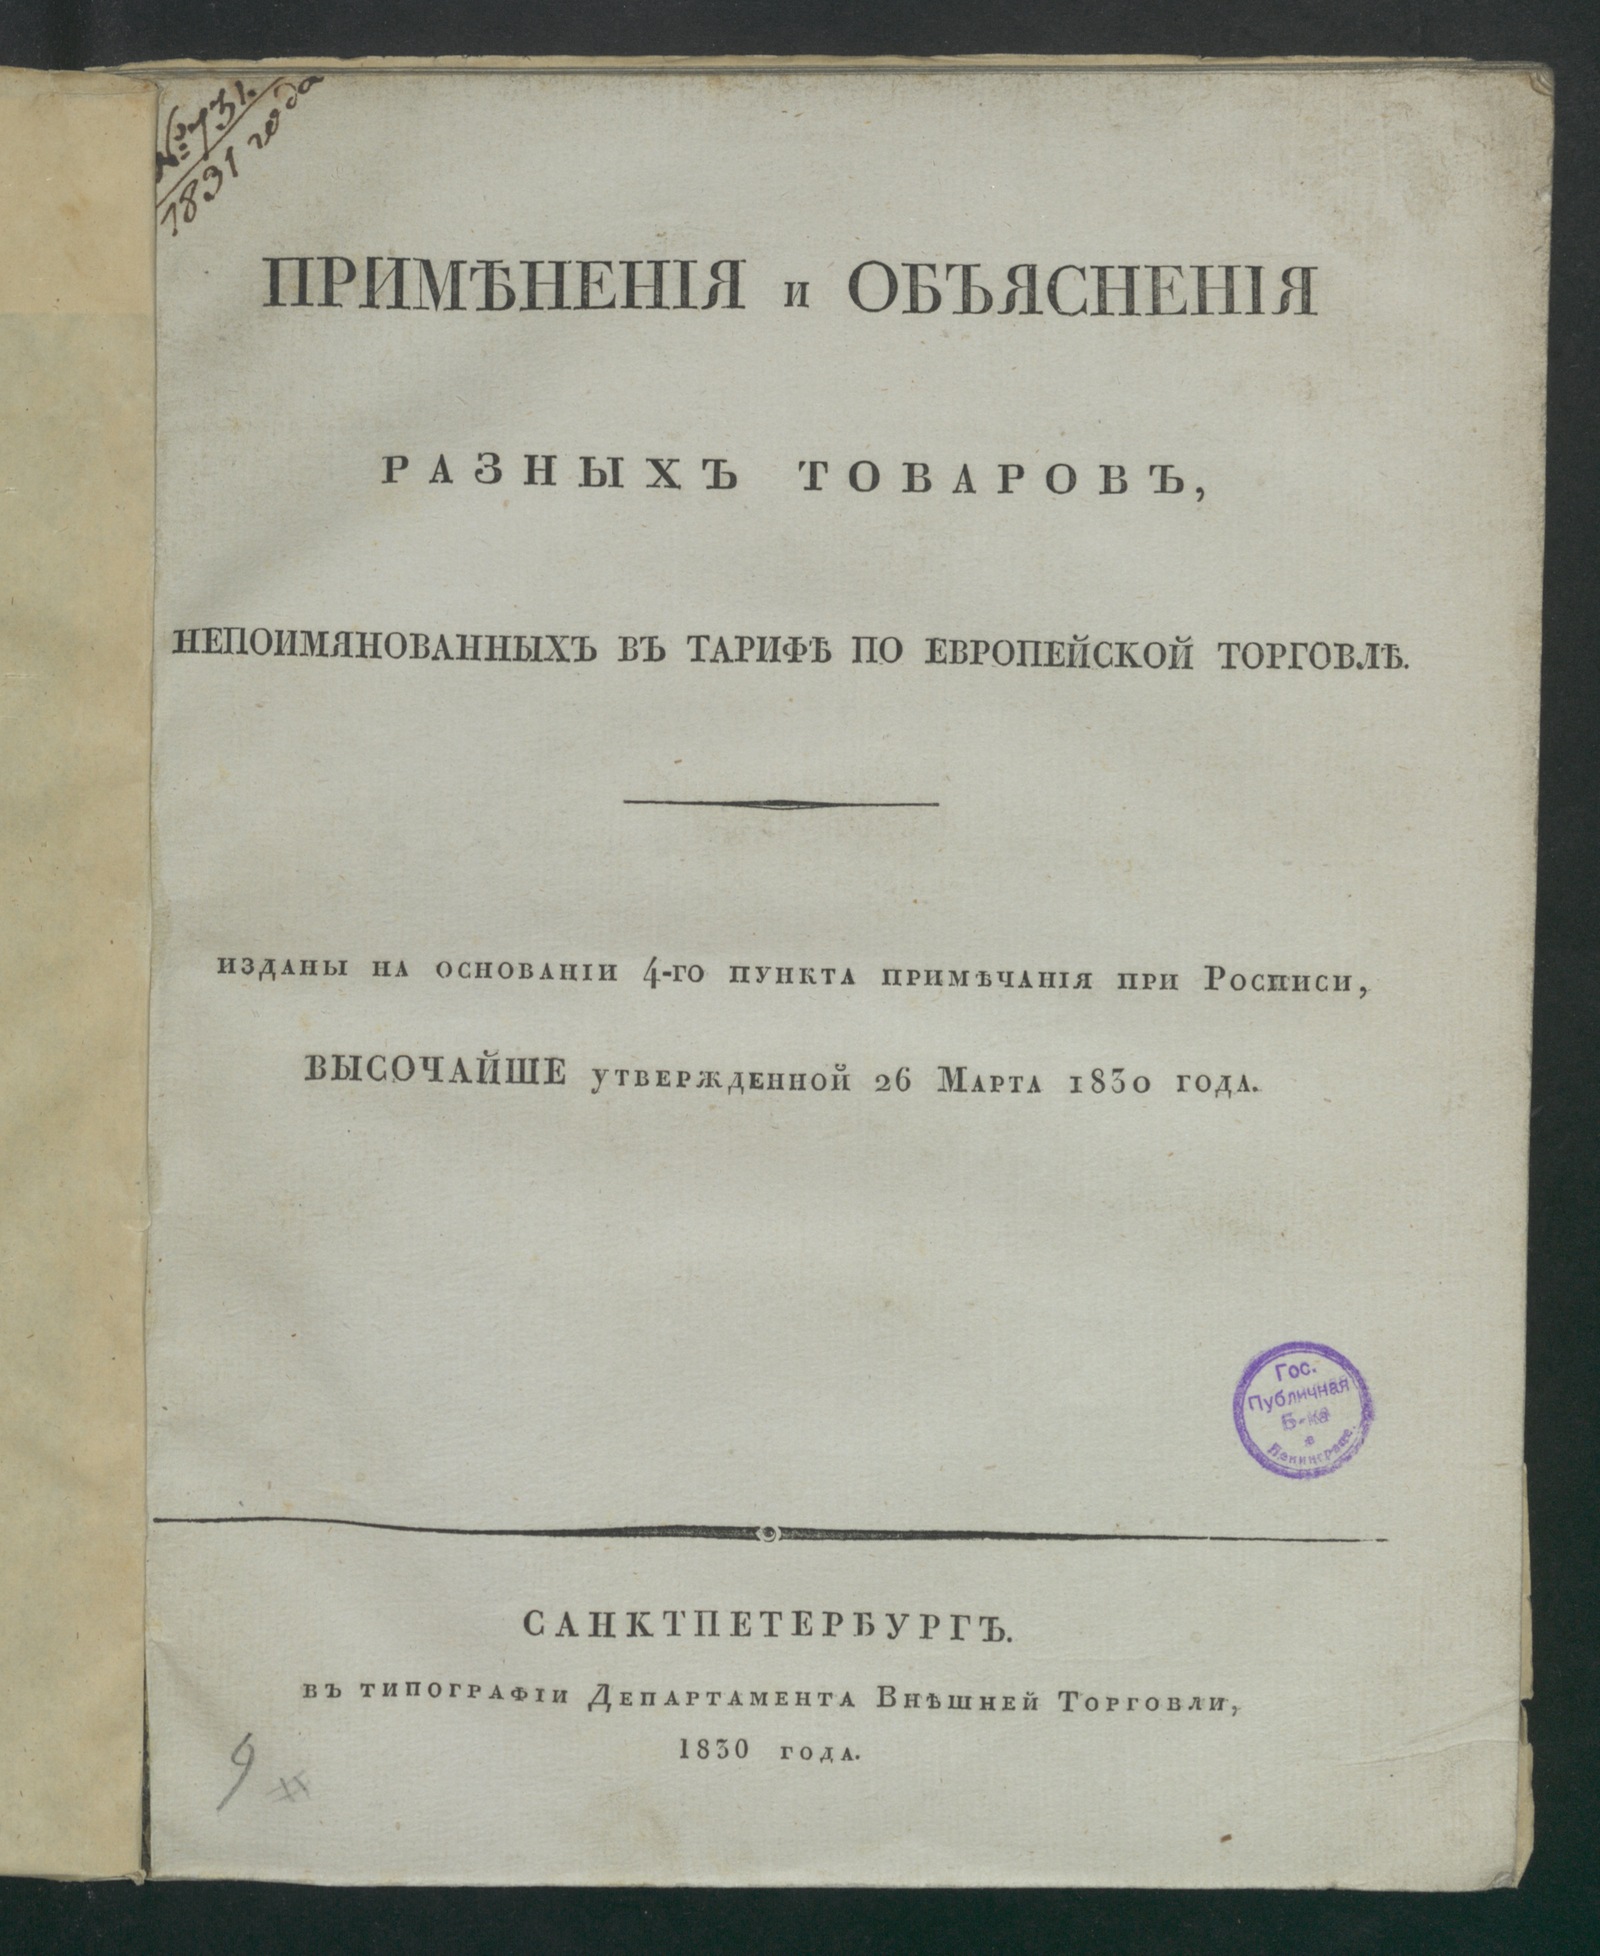 № 731.
1831 года
ПРИМѢНЕНІЯ и ОБЪЯСНЕНІЯ
РАЗНЫХЪ ТОВАРОВЪ,
НЕПОИМЯНОВАННЫХЪ ВЪ ТАРИФѢ ПО ЕВРОПЕЙСКОЙ ТОРГОВЛѢ.
изданы на основаніи 4-го пункта примѣчанія при Росписи,
ВЫСОЧАЙШЕ утвержденной 26 Марта 1830 года.
Гос.
Публичная
Б-ка
в
Ленинграде.
САНКТПЕТЕРБУРГЪ.
въ типографіи Департамента Внѣшней Торговли,
1830 года.
9